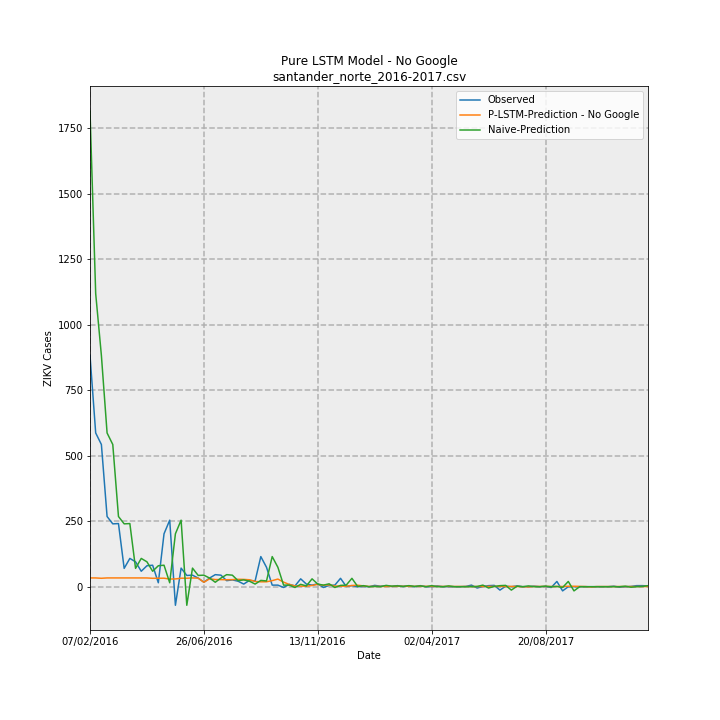 Pure LSTM Model - No Google
santander_norte_2016-2017.csv
Observed
P-LSTM-Prediction - No Google
Naive-Prediction
1750
1500
1250
1000
750
500
250
0
ZIKV Cases
07/02/2016
26/06/2016
13/11/2016
02/04/2017
20/08/2017
Date